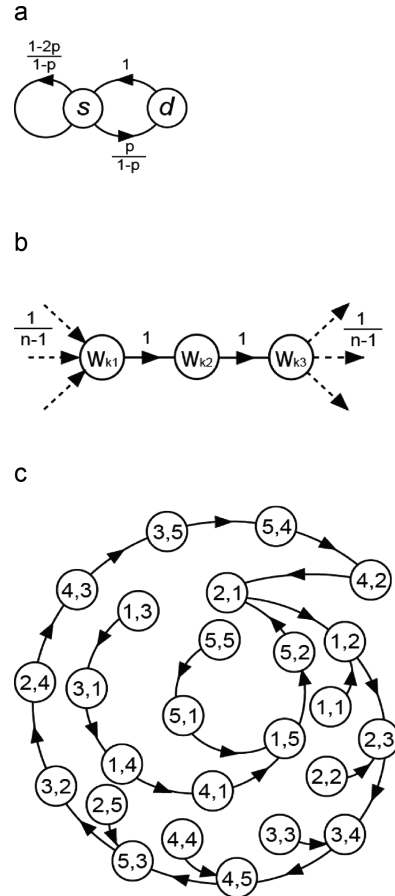 a
1-2p
1-p
1
s d
p
1-p
b
1
n-1
1 1
1
n-1
Wk1 Wk2 Wk3
c
3,5 5,4
4,3 4,2
1,3 2,1
5,5 5,2 1,2
2,4 3,1
5,1 1,1
1,5 2,3
1,4 2,2
3,2 4,1
2,5
4,4 3,3 3,4
5,3 4,5